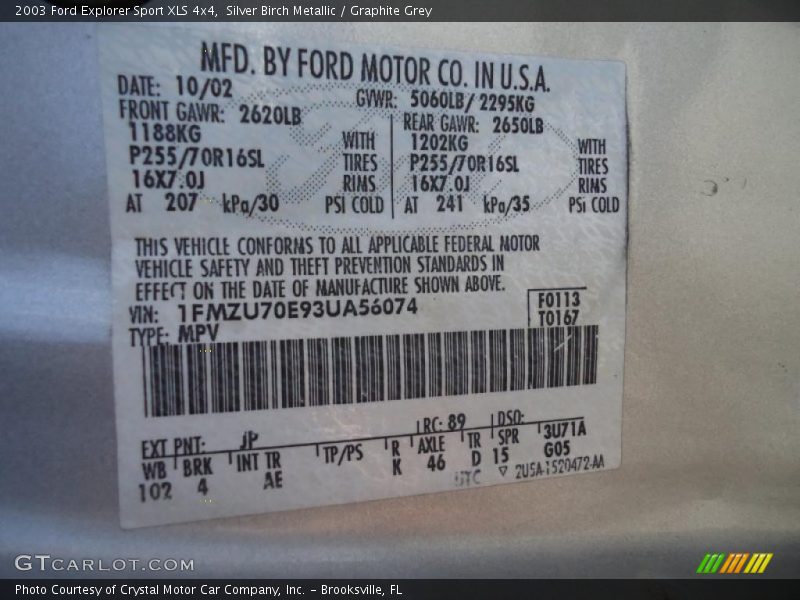 2003 Ford Explorer Sport XLS 4x4,  Silver Birch Metallic / Graphite Grey
MFD. BY FORD MOTOR CO. IN U.S.A.
DATE: 10/02
GVWR: 5060LB/ 2295KG
FRONT GAWR: 2620LB
REAR GAWR: 2650LB
1188KG WITH
1202KG WITH
P255/70R16SL TIRES
P255/70R16SL TIRES
16X7.0J RIMS
16X7.0J RIMS
AT 207 kPa/30 PSI COLD
AT 241 kPa/35 PSI COLD
THIS VEHICLE CONFORMS TO ALL APPLICABLE FEDERAL MOTOR
VEHICLE SAFETY AND THEFT PREVENTION STANDARDS IN
EFFECT ON THE DATE OF MANUFACTURE SHOWN ABOVE.
VIN: 1FMZU70E93UA56074
F0113
T0167
TYPE: MPV
EXT PNT: JP RC: 89 DSO:
WB BRK INT TR TP/PS R AXLE TR SPR 3U71A
102 4 AE K 46 D 15 G05
UTC ▽ 2U5A-1520472-AA
GTCARLOT.COM
Photo Courtesy of Crystal Motor Car Company, Inc. – Brooksville, FL